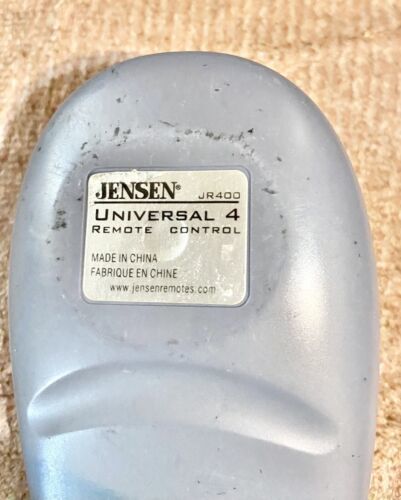 JENSEN® JR400
UNIVERSAL 4
REMOTE CONTROL
MADE IN CHINA
FABRIQUE EN CHINE
www.jensenremotes.com